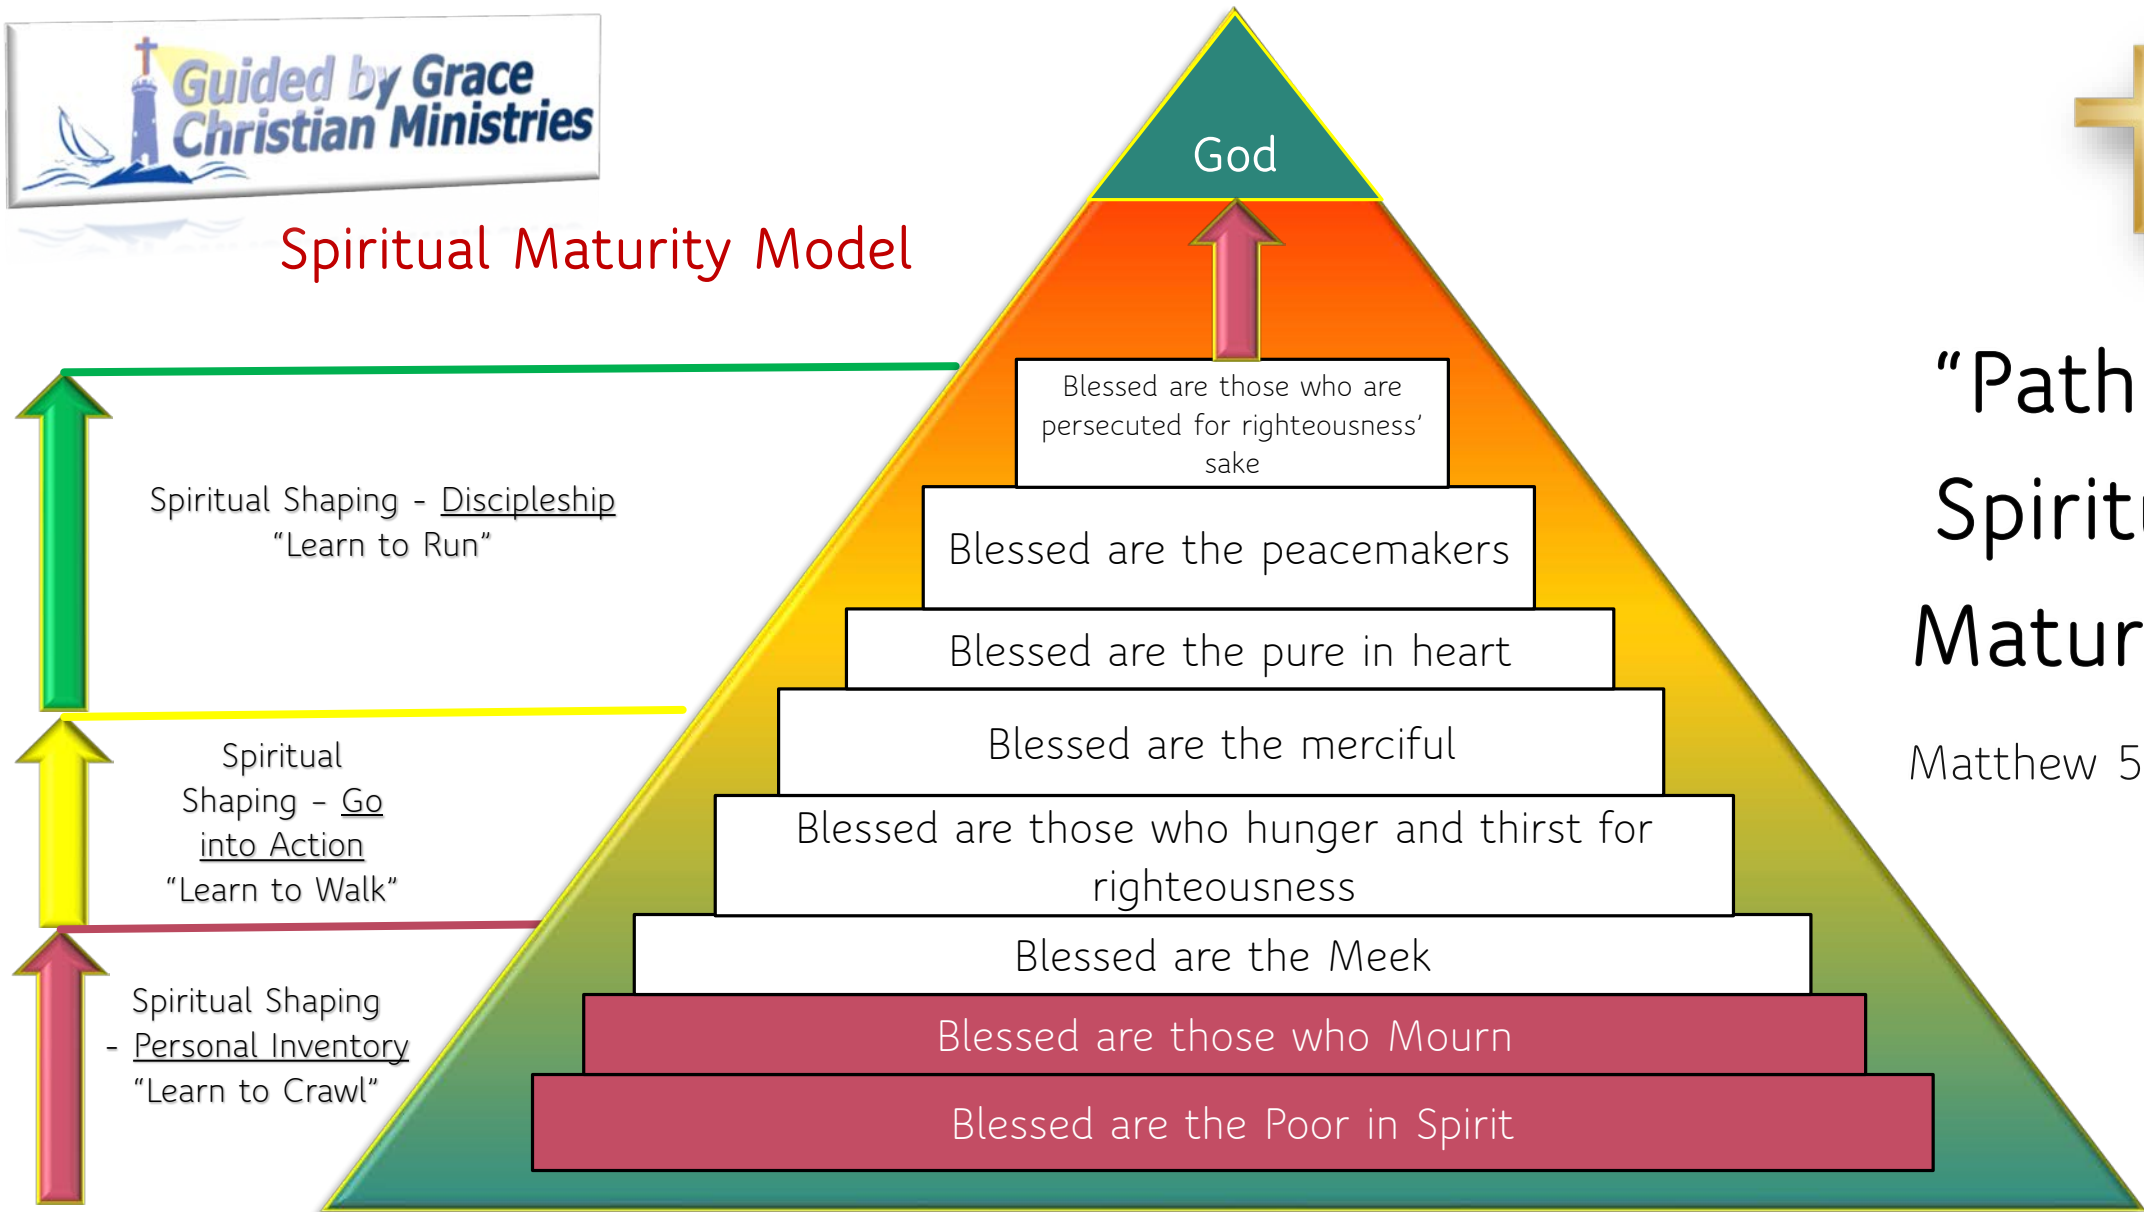 Guided by Grace
Christian Ministries
Spiritual Maturity Model
God
Blessed are those who are
persecuted for righteousness’
sake
Blessed are the peacemakers
Blessed are the pure in heart
Blessed are the merciful
Blessed are those who hunger and thirst for
righteousness
Blessed are the Meek
Blessed are those who Mourn
Blessed are the Poor in Spirit
Spiritual Shaping - Discipleship
“Learn to Run”
Spiritual
Shaping – Go
into Action
“Learn to Walk”
Spiritual Shaping
- Personal Inventory
“Learn to Crawl”
“Path
Matthew 5